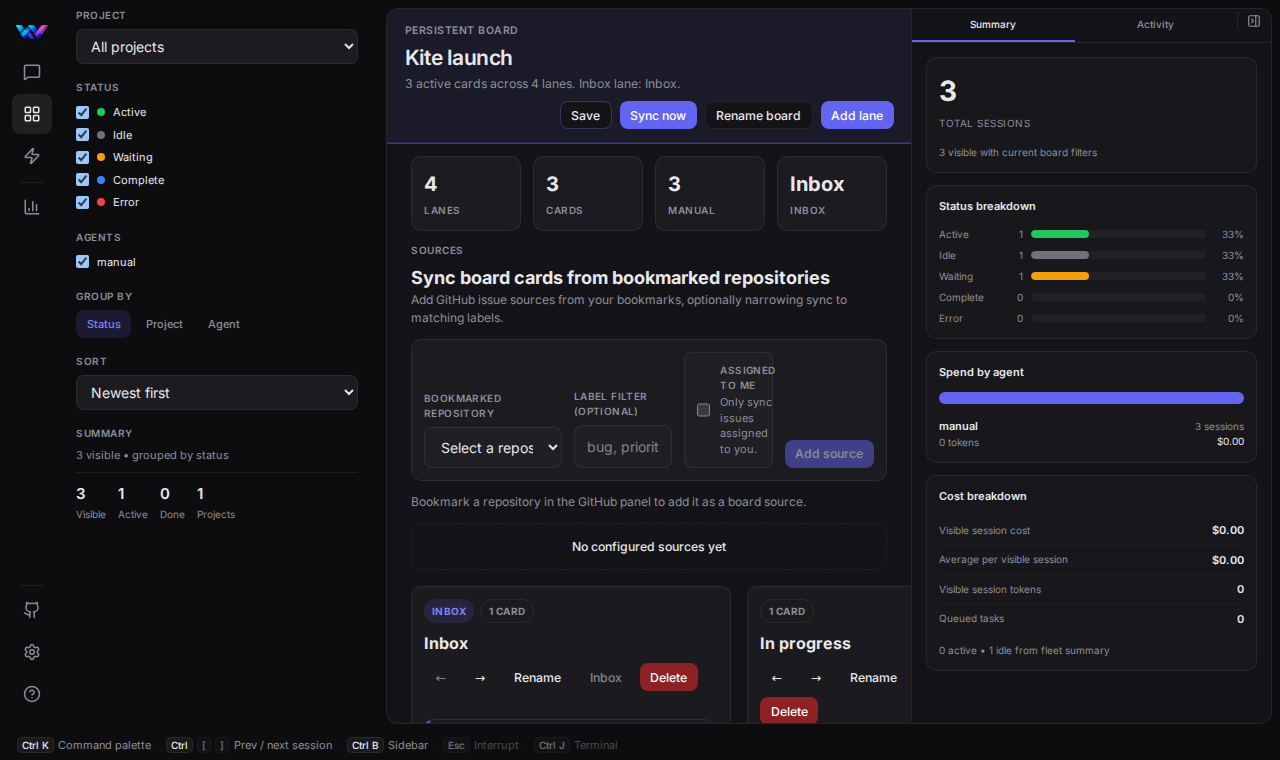 PROJECT
All projects
STATUS
Active
Idle
Waiting
Complete
Error
AGENTS
manual
GROUP BY
Status Project Agent
SORT
Newest first
SUMMARY
3 visible • grouped by status
3 1 0 1
Visible Active Done Projects
PERSISTENT BOARD
Kite launch
3 active cards across 4 lanes. Inbox lane: Inbox.
Save Sync now Rename board Add lane
4 3 3 Inbox
LANES CARDS MANUAL INBOX
SOURCES
Sync board cards from bookmarked repositories
Add GitHub issue sources from your bookmarks, optionally narrowing sync to
matching labels.
BOOKMARKED
REPOSITORY
Select a repos
LABEL FILTER
(OPTIONAL)
bug, priorit
ASSIGNED
TO ME
Only sync
issues
assigned
to you.
Add source
Bookmark a repository in the GitHub panel to add it as a board source.
No configured sources yet
INBOX 1 CARD
Inbox
← → Rename Inbox Delete
1 CARD
In progress
← → Rename
Delete
Summary Activity
3
TOTAL SESSIONS
3 visible with current board filters
Status breakdown
Active 1 33%
Idle 1 33%
Waiting 1 33%
Complete 0 0%
Error 0 0%
Spend by agent
manual 3 sessions
0 tokens $0.00
Cost breakdown
Visible session cost $0.00
Average per visible session $0.00
Visible session tokens 0
Queued tasks 0
0 active • 1 idle from fleet summary
Ctrl K Command palette Ctrl [ ] Prev / next session Ctrl B Sidebar Esc Interrupt Ctrl J Terminal